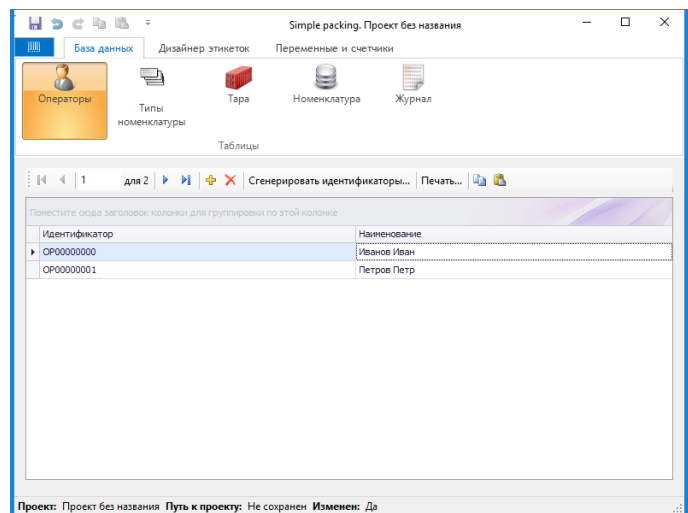 Simple packing. Проект без названия
База данных Дизайнер этикеток Переменные и счетчики
Операторы Типы номенклатуры Тара Номенклатура Журнал
Таблицы
1 для 2 Сгенерировать идентификаторы... Печать...
Поместите сюда заголовок колонки для группировки по этой колонке
Идентификатор Наименование
OP00000000 Иванов Иван
OP00000001 Петров Петр
Проект: Проект без названия Путь к проекту: Не сохранен Изменен: Да